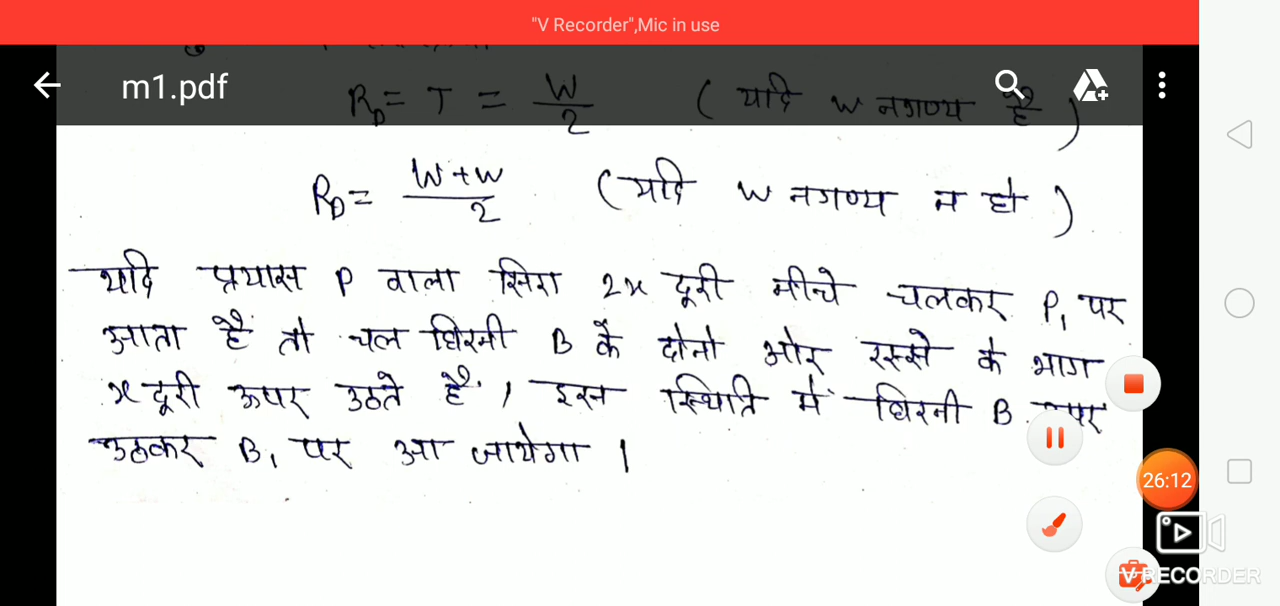 "V Recorder",Mic in use
m1.pdf
R_D = T = W/2 ( यदि w नगण्य है )
R_D = W+w/2 (यदि w नगण्य न हो )
यदि प्रयास P वाला सिरा 2x दूरी नीचे चलकर P₁ पर
आता है तो चल घिरनी B के दोनो ओर रस्से के भाग
x दूरी ऊपर उठते है। इस स्थिति मे घिरनी B ऊपर
उठकर B₁ पर आ जायेगा ।
26:12
V RECORDER